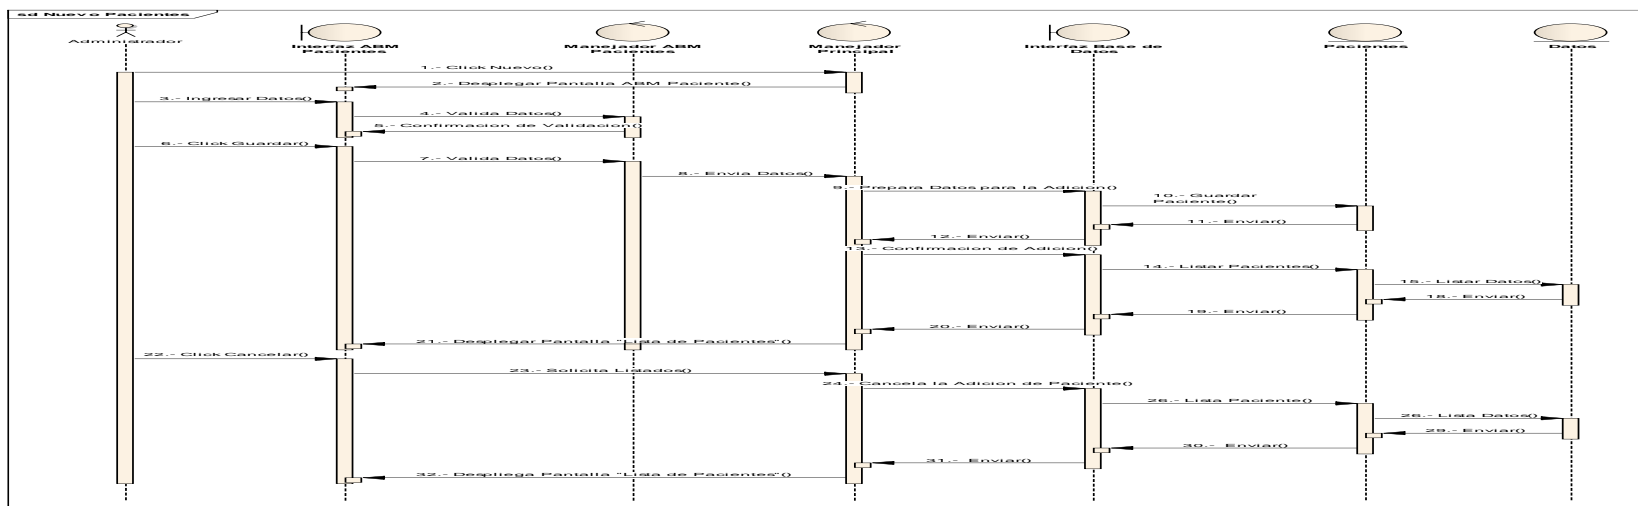 sd Nuevo Pacientes
Administrador
Interfaz ABM
Pacientes
Manejador ABM
Pacientes
Manejador
Principal
Interfaz Base de
Datos
Pacientes
Datos
1.- Click Nuevo()
2.- Desplegar Pantalla ABM Paciente()
3.- Ingresar Datos()
4.- Valida Datos()
5.- Confirmacion de Validacion()
6.- Click Guardar()
7.- Valida Datos()
8.- Envia Datos()
9.- Prepara Datos para la Adicion()
10.- Guardar
Paciente()
11.- Enviar()
12.- Enviar()
13.- Confirmacion de Adicion()
14.- Listar Pacientes()
15.- Listar Datos()
18.- Enviar()
19.- Enviar()
20.- Enviar()
21.- Desplegar Pantalla "Lista de Pacientes"()
22.- Click Cancelar()
23.- Solicita Listados()
24.- Cancela la Adicion de Paciente()
Lista Paciente()
Lista Datos()
29.- Enviar()
30.- Enviar()
31.- Enviar()
32.- Despliega Pantalla "Lista de Pacientes"()